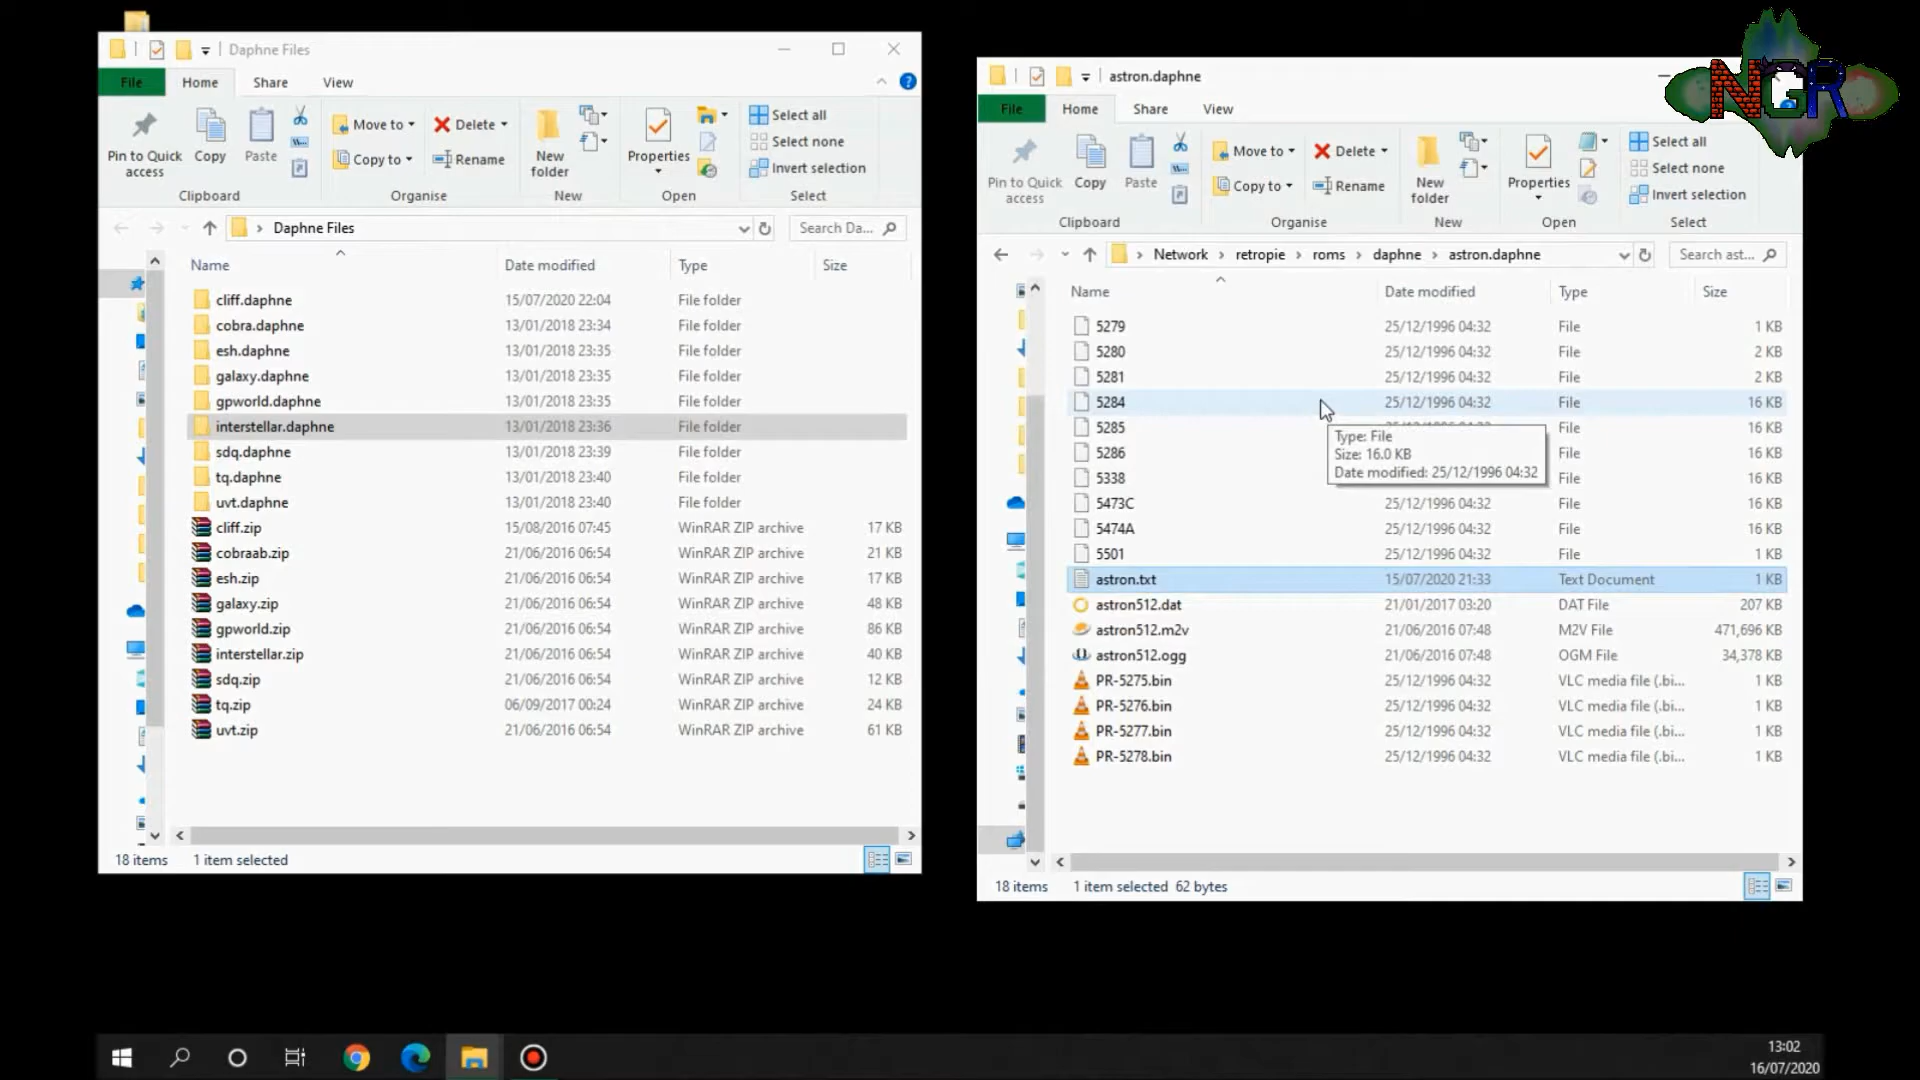 Daphne Files
File Home Share View
Pin to Quick access Copy Paste Move to Copy to Delete Rename New folder Properties Select all Select none Invert selection
Clipboard Organise New Open Select
Daphne Files Search Da...
Name Date modified Type Size
cliff.daphne 15/07/2020 22:04 File folder
cobra.daphne 13/01/2018 23:34 File folder
esh.daphne 13/01/2018 23:35 File folder
galaxy.daphne 13/01/2018 23:35 File folder
gpworld.daphne 13/01/2018 23:35 File folder
interstellar.daphne 13/01/2018 23:36 File folder
sdq.daphne 13/01/2018 23:39 File folder
tq.daphne 13/01/2018 23:40 File folder
uvt.daphne 13/01/2018 23:40 File folder
cliff.zip 15/08/2016 07:45 WinRAR ZIP archive 17 KB
cobraab.zip 21/06/2016 06:54 WinRAR ZIP archive 21 KB
esh.zip 21/06/2016 06:54 WinRAR ZIP archive 17 KB
galaxy.zip 21/06/2016 06:54 WinRAR ZIP archive 48 KB
gpworld.zip 21/06/2016 06:54 WinRAR ZIP archive 86 KB
interstellar.zip 21/06/2016 06:54 WinRAR ZIP archive 40 KB
sdq.zip 21/06/2016 06:54 WinRAR ZIP archive 12 KB
tq.zip 06/09/2017 00:24 WinRAR ZIP archive 24 KB
uvt.zip 21/06/2016 06:54 WinRAR ZIP archive 61 KB
18 items 1 item selected
astron.daphne
NGR
File Home Share View
Pin to Quick access Copy Paste Move to Copy to Delete Rename New folder Properties Select all Select none Invert selection
Clipboard Organise New Open Select
Network retropie roms daphne astron.daphne Search ast...
Name Date modified Type Size
5279 25/12/1996 04:32 File 1 KB
5280 25/12/1996 04:32 File 2 KB
5281 25/12/1996 04:32 File 2 KB
5284 25/12/1996 04:32 File 16 KB
5285 File 16 KB
5286 File 16 KB
5338 File 16 KB
Type: File
Size: 16.0 KB
Date modified: 25/12/1996 04:32
5473C 25/12/1996 04:32 File 16 KB
5474A 25/12/1996 04:32 File 16 KB
5501 25/12/1996 04:32 File 1 KB
astron.txt 15/07/2020 21:33 Text Document 1 KB
astron512.dat 21/01/2017 03:20 DAT File 207 KB
astron512.m2v 21/06/2016 07:48 M2V File 471,696 KB
astron512.ogg 21/06/2016 07:48 OGM File 34,378 KB
PR-5275.bin 25/12/1996 04:32 VLC media file (.bi... 1 KB
PR-5276.bin 25/12/1996 04:32 VLC media file (.bi... 1 KB
PR-5277.bin 25/12/1996 04:32 VLC media file (.bi... 1 KB
PR-5278.bin 25/12/1996 04:32 VLC media file (.bi... 1 KB
18 items 1 item selected 62 bytes
13:02
16/07/2020